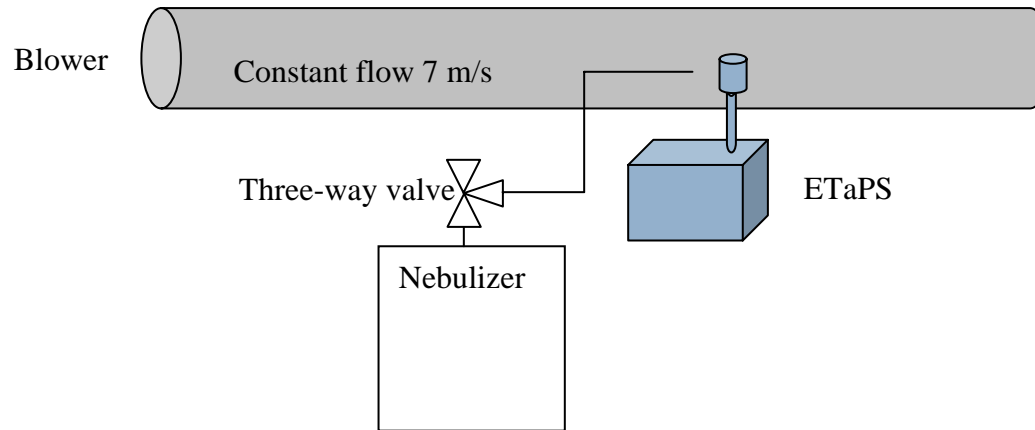 Blower
Constant flow 7 m/s
Three-way valve
ETaPS
Nebulizer